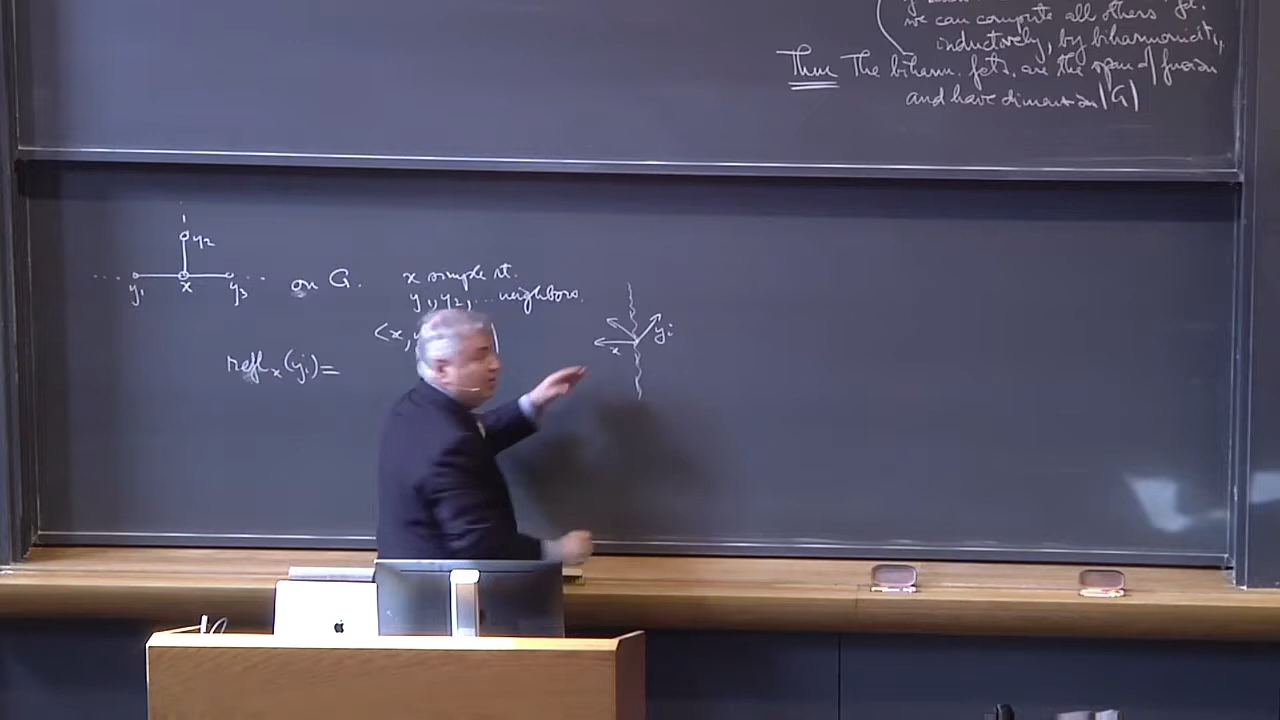 we can compute all others fct.
inductively, by biharmonicity,
Thm The biharm. fcts. are the span of fusion
and have dimension |G|
y2
y1 x y3
on G.
x simple rt.
y1, y2, ... neighbors.
<x,
refl x (yi) =
x
yi